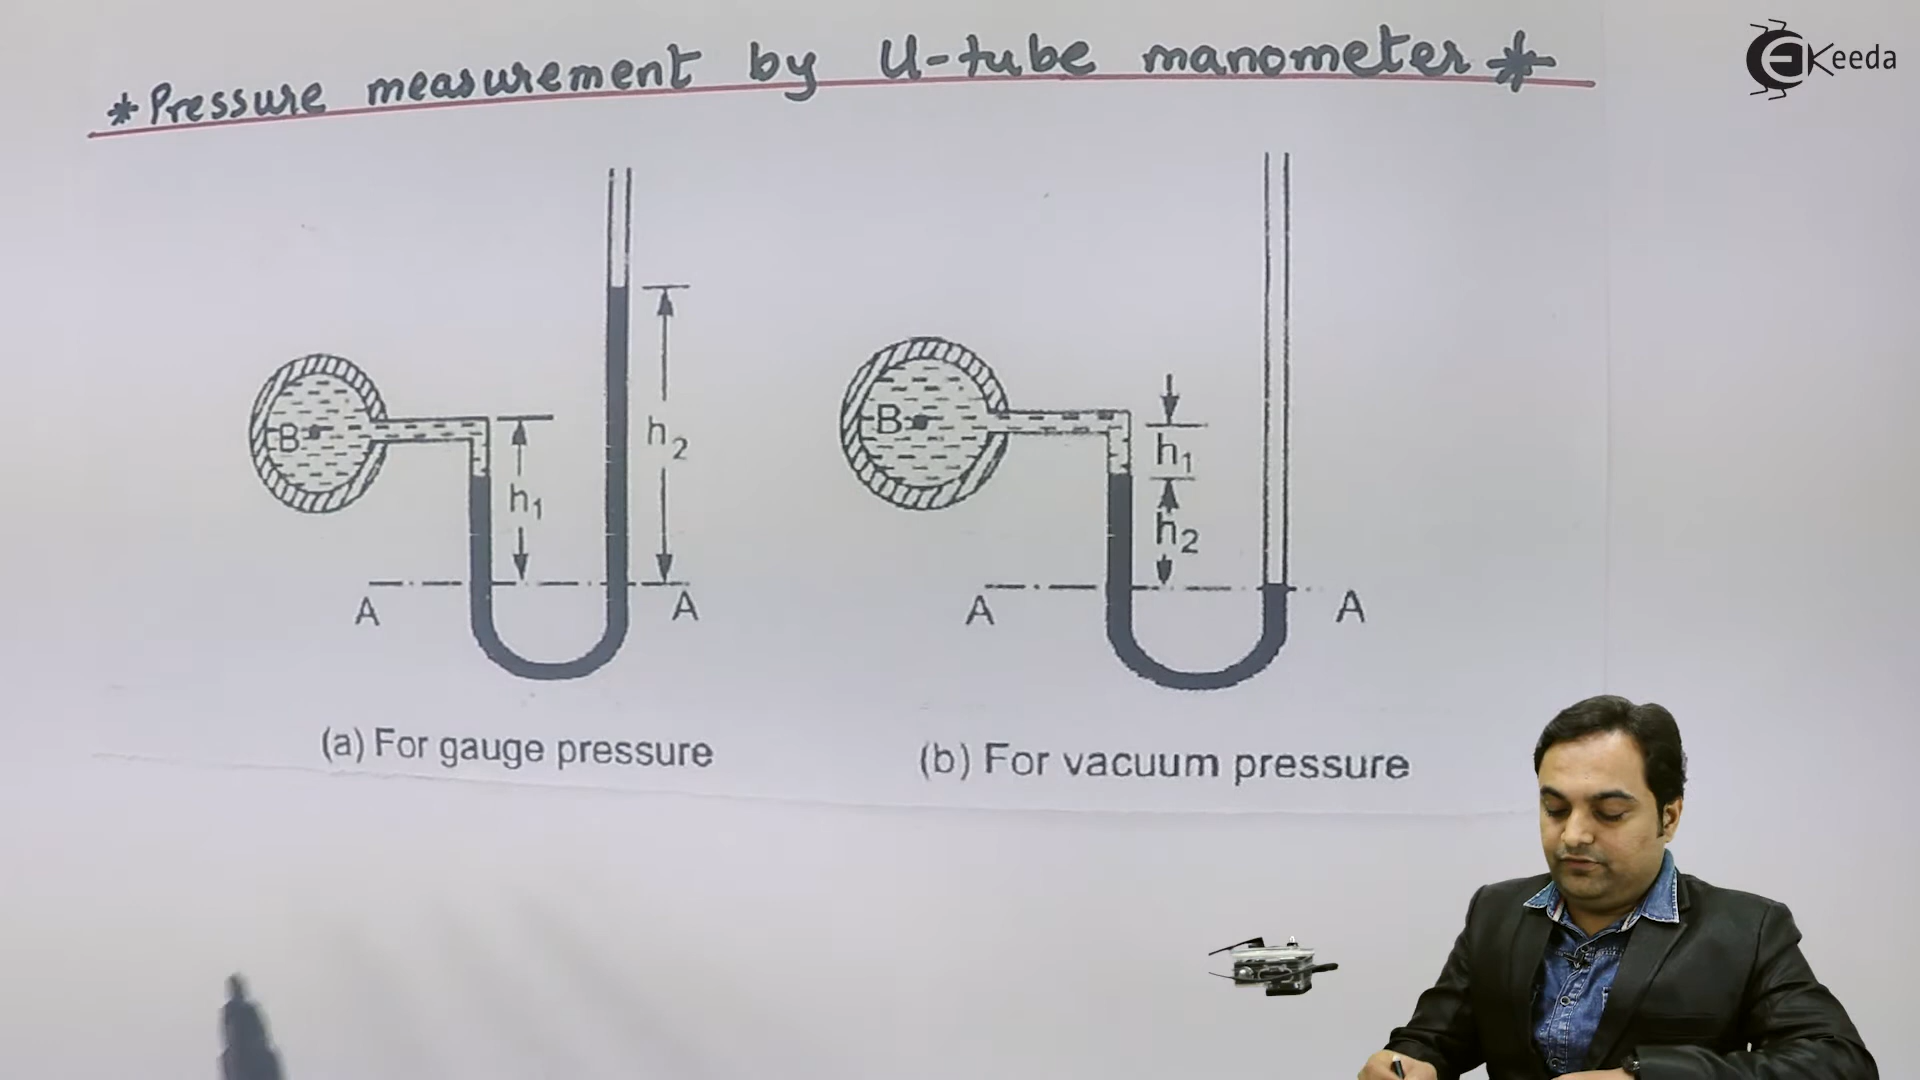 * Pressure measurement by U-tube manometer *
EKeeda
B
h1
h2
A
A
(a) For gauge pressure
B
h1
h2
A
A
(b) For vacuum pressure